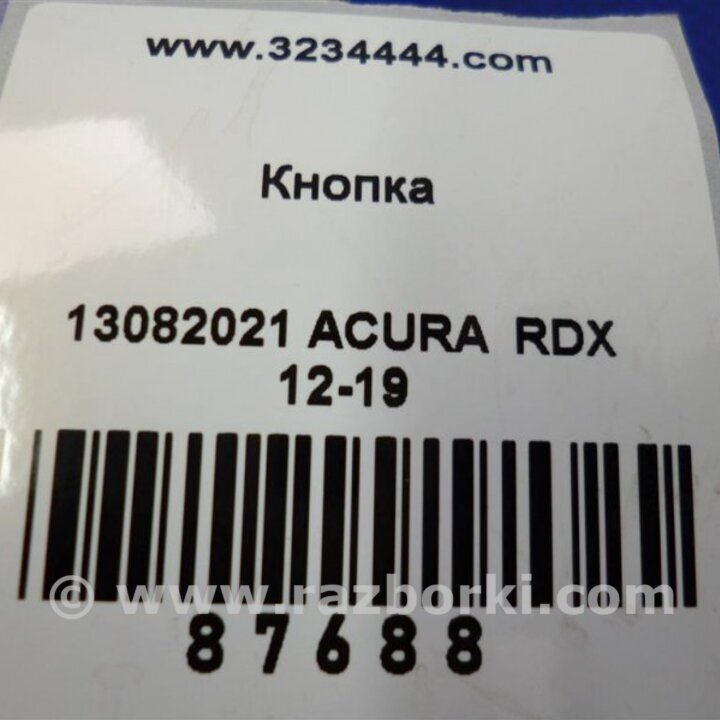 www.3234444.com
Кнопка
13082021 ACURA RDX
12-19
© www.razborki.com
87688